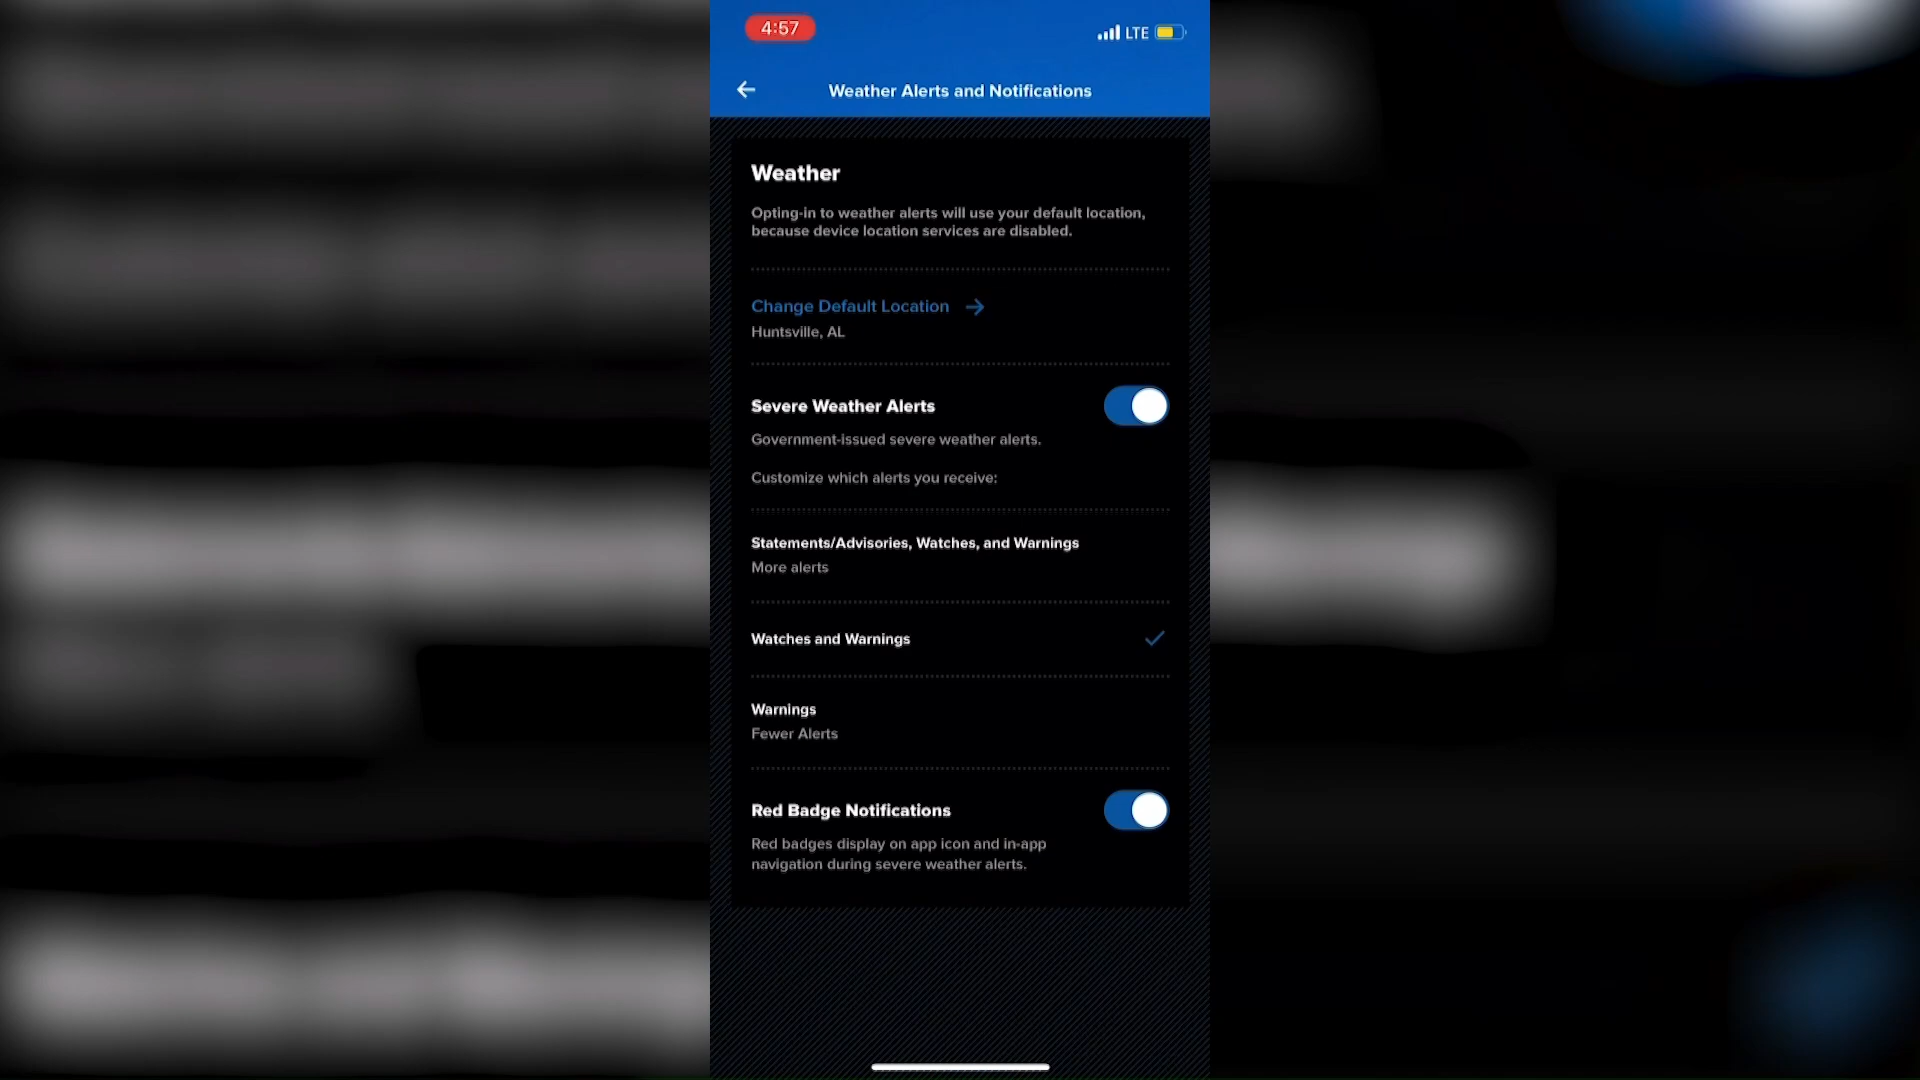 4:57
LTE
Weather Alerts and Notifications
Weather
Opting-in to weather alerts will use your default location,
because device location services are disabled.
Change Default Location
Huntsville, AL
Severe Weather Alerts
Government-issued severe weather alerts.
Customize which alerts you receive:
Statements/Advisories, Watches, and Warnings
More alerts
Watches and Warnings
Warnings
Fewer Alerts
Red Badge Notifications
Red badges display on app icon and in-app
navigation during severe weather alerts.